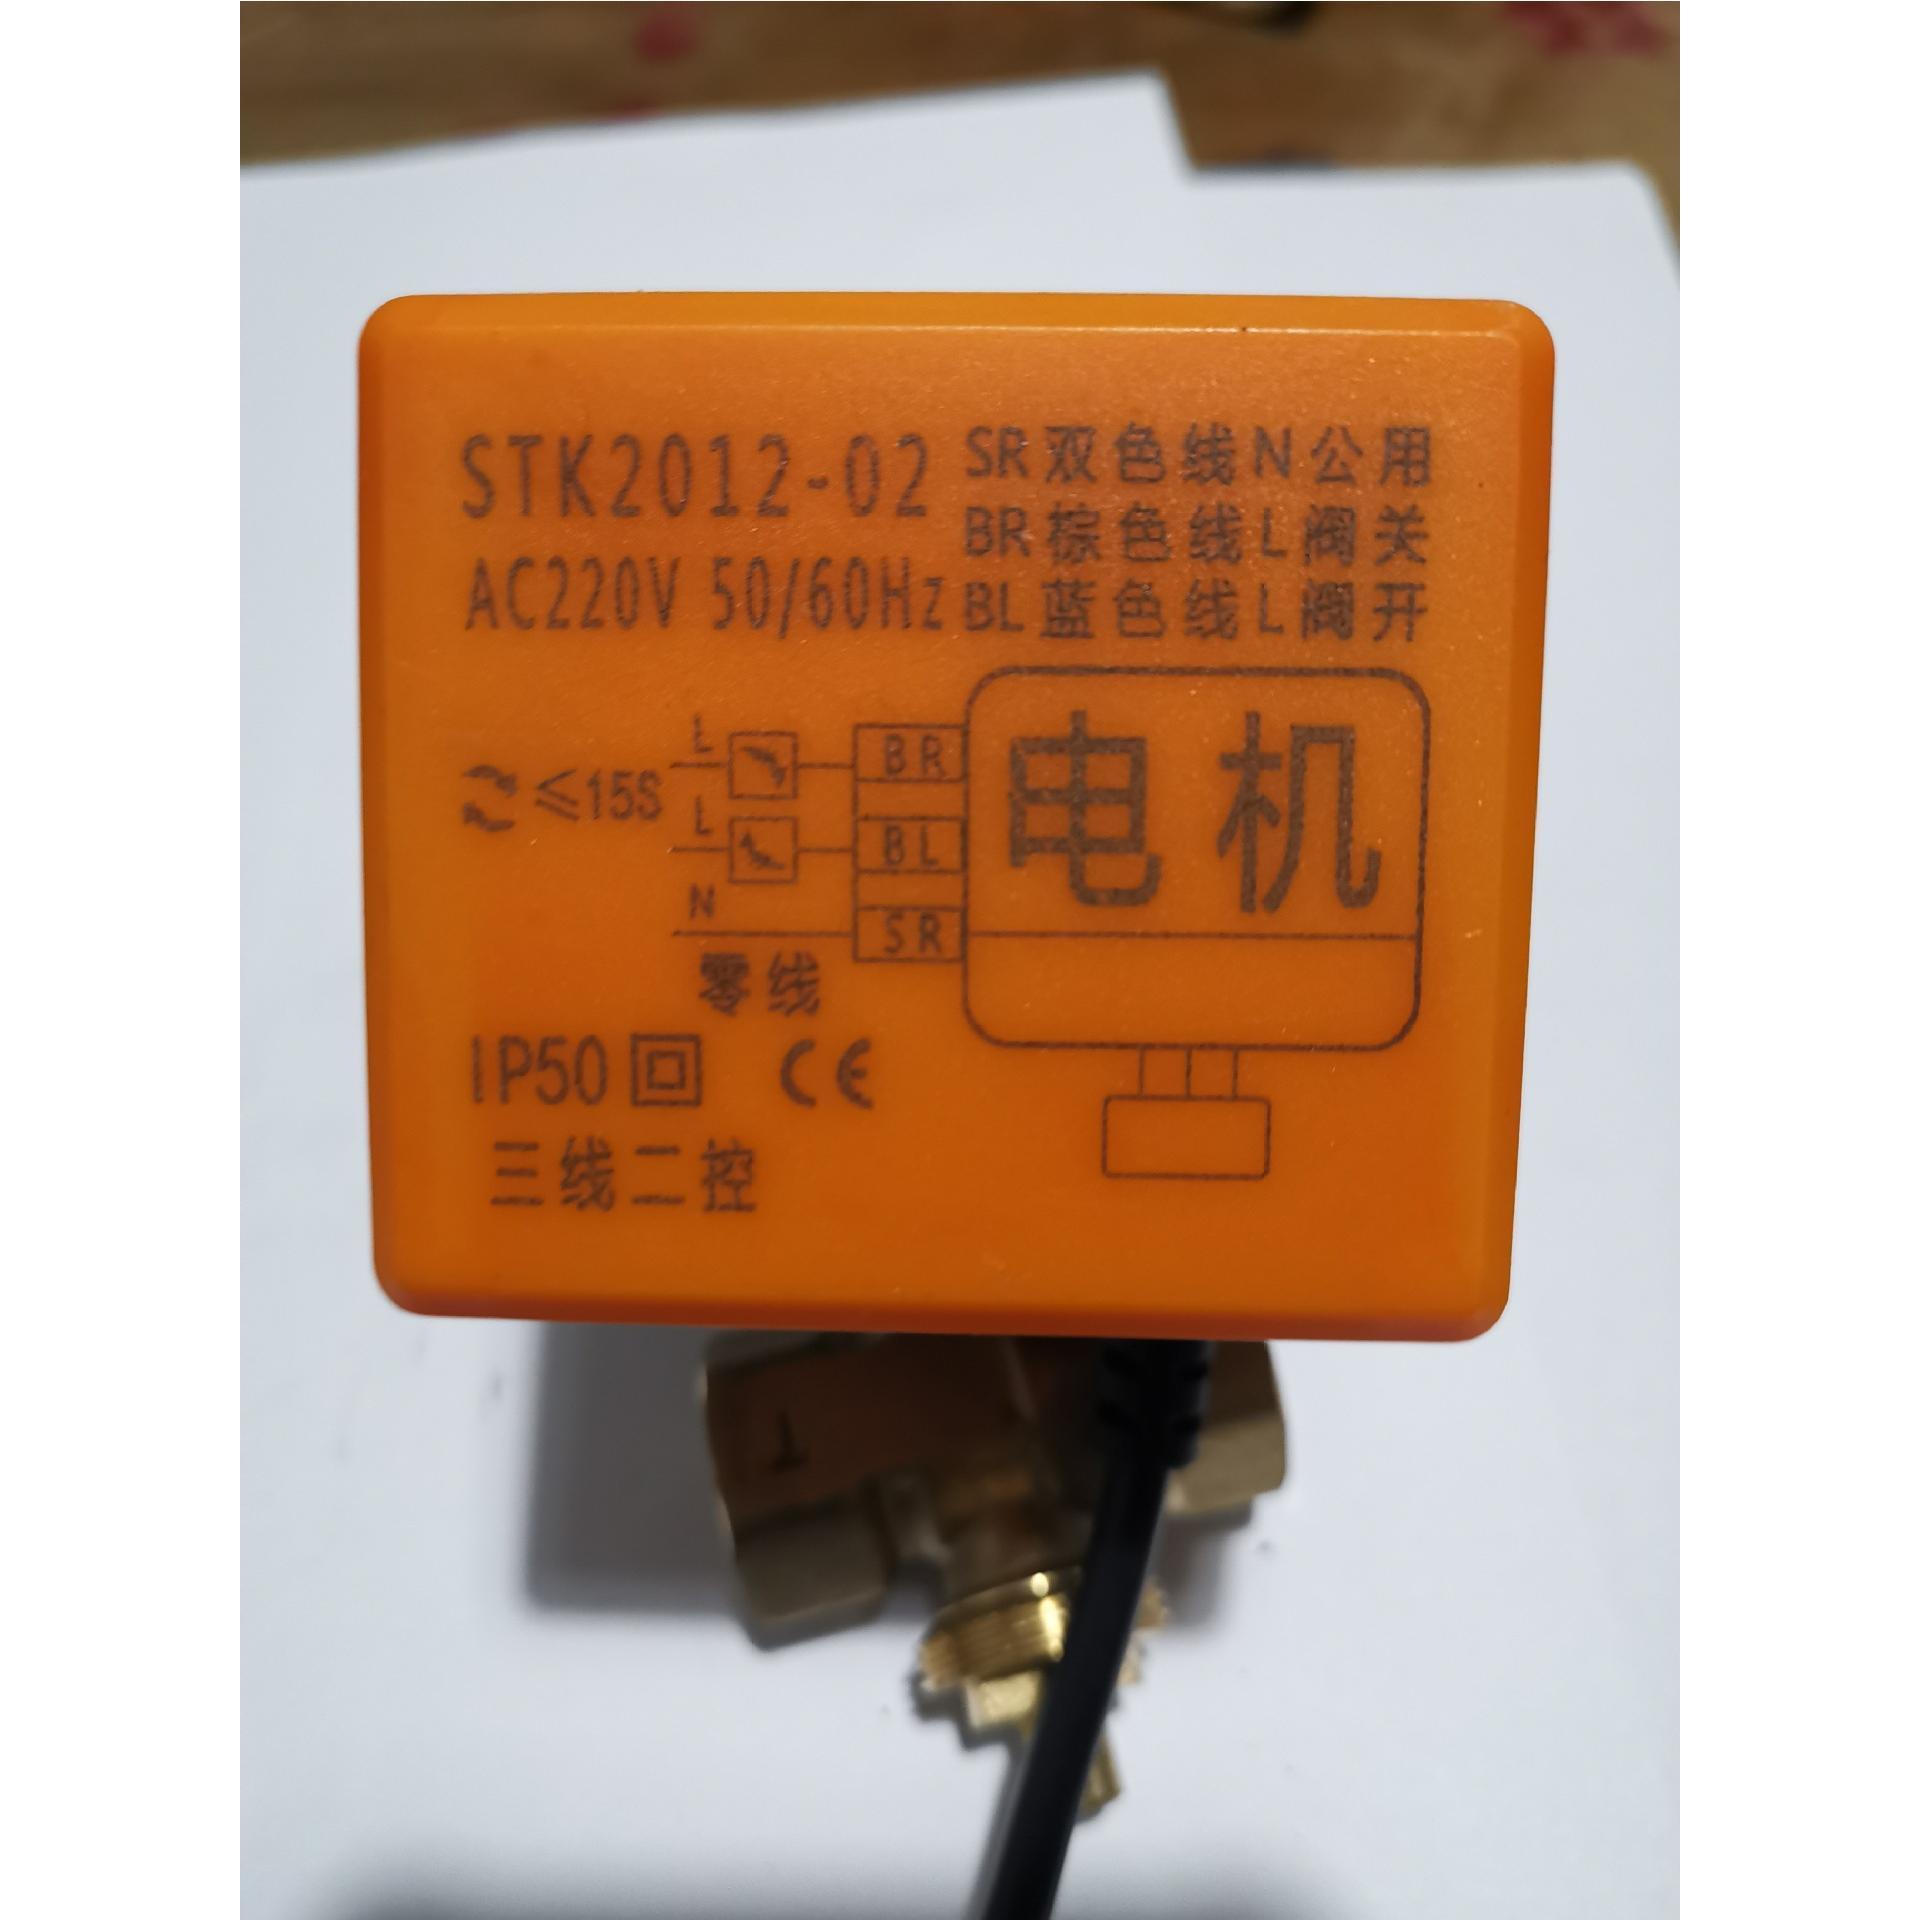 STK2012-02
AC220V 50/60Hz
SR双色线N公用
BR棕色线L阀关
BL蓝色线L阀开
≤15S
L
BR
L
BL
N
SR
零线
电机
IP50 CE
三线二控
T